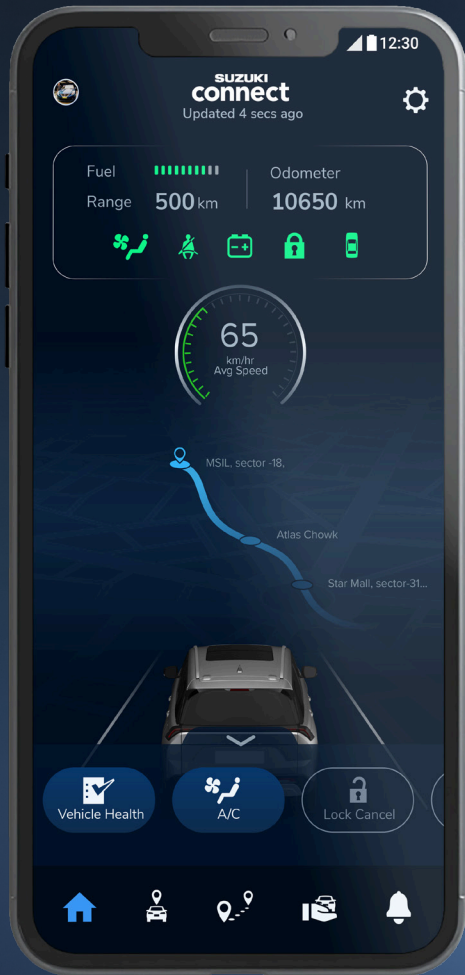 12:30
SUZUKI
connect
Updated 4 secs ago
Fuel
Odometer
Range 500 km
10650 km
65
km/hr
Avg Speed
MSIL, sector -18,
Atlas Chowk
Star Mall, sector-31...
Vehicle Health
A/C
Lock Cancel